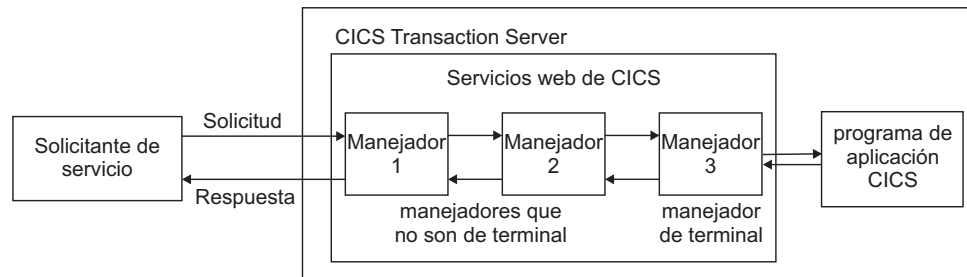 CICS Transaction Server
Servicios web de CICS
Solicitante de
servicio
Solicitud
Respuesta
Manejador
1
Manejador
2
Manejador
3
programa de
aplicación
CICS
manejadores que
no son de terminal
manejador
de terminal